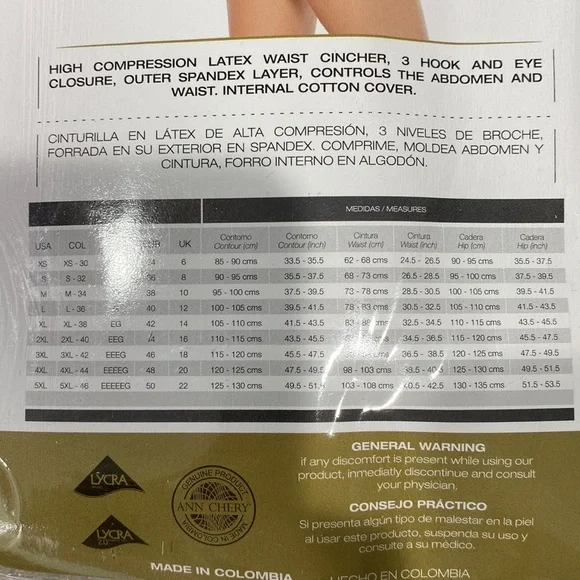 HIGH COMPRESSION LATEX WAIST CINCHER, 3 HOOK AND EYE
CLOSURE, OUTER SPANDEX LAYER, CONTROLS THE ABDOMEN AND
WAIST. INTERNAL COTTON COVER.
CINTURILLA EN LÁTEX DE ALTA COMPRESIÓN, 3 NIVELES DE BROCHE,
FORRADA EN SU EXTERIOR EN SPANDEX. COMPRIME, MOLDEA ABDOMEN Y
CINTURA, FORRO INTERNO EN ALGODÓN.
MEDIDAS / MEASURES
Contorno Contorno Cintura Cintura Cadera Cadera
USA COL UK Contour (cm) Contour (inch) Waist (cm) Waist (inch) Hip (cm) Hip (inch)
XS XS - 30 6 85 - 90 cms 33.5 - 35.5 62 - 68 cms 24.5 - 26.5 90 - 95 cms 35.5 - 37.5
S S - 32 36 8 90 - 95 cms 35.5 - 37.5 68 - 73 cms 26.5 - 28.5 95 - 100 cms 37.5 - 39.5
M M - 34 38 10 95 - 100 cms 37.5 - 39.5 73 - 78 cms 28.5 - 30.5 100 - 105 cms 39.5 - 41.5
L L - 36 40 12 100 - 105 cms 39.5 - 41.5 78 - 83 cms 30.5 - 32.5 105 - 110 cms 41.5 - 43.5
XL XL - 38 EG 42 14 105 - 110 cms 41.5 - 43.5 cms 32.5 - 34.5 110 - 115 cms 43.5 - 45.5
2XL 2XL - 40 EEG 16 110 - 115 cms 43.5 - 45.5 cms 34.5 - 36.5 115 - 120 cms 45.5 - 47.5
3XL 3XL - 42 EEEG 46 18 115 - 120 cms 45.5 - 47.5 cms 36.5 - 38.5 120 - 125 cms 47.5 - 49.5
4XL 4XL - 44 EEEEG 48 20 120 - 125 cms 47.5 - 49.5 98 - 103 cms 38.5 - 40.5 125 - 130 cms 49.5 - 51.5
5XL 5XL - 46 EEEEEG 50 22 125 - 130 cms 49.5 - 51.5 103 - 108 cms 40.5 - 42.5 130 - 135 cms 51.5 - 53.5
GENERAL WARNING
if any discomfort is present while using our
product, inmediatly discontinue and consult
your physician.
CONSEJO PRÁCTICO
Si presenta algún tipo de malestar en la piel
al úsar este producto, suspenda su uso y
consulte a su médico.
LYCRA
LYCRA
GENUINE PRODUCT
ANN CHERY
MADE IN COLOMBIA
MADE IN COLOMBIA
HECHO EN COLOMBIA